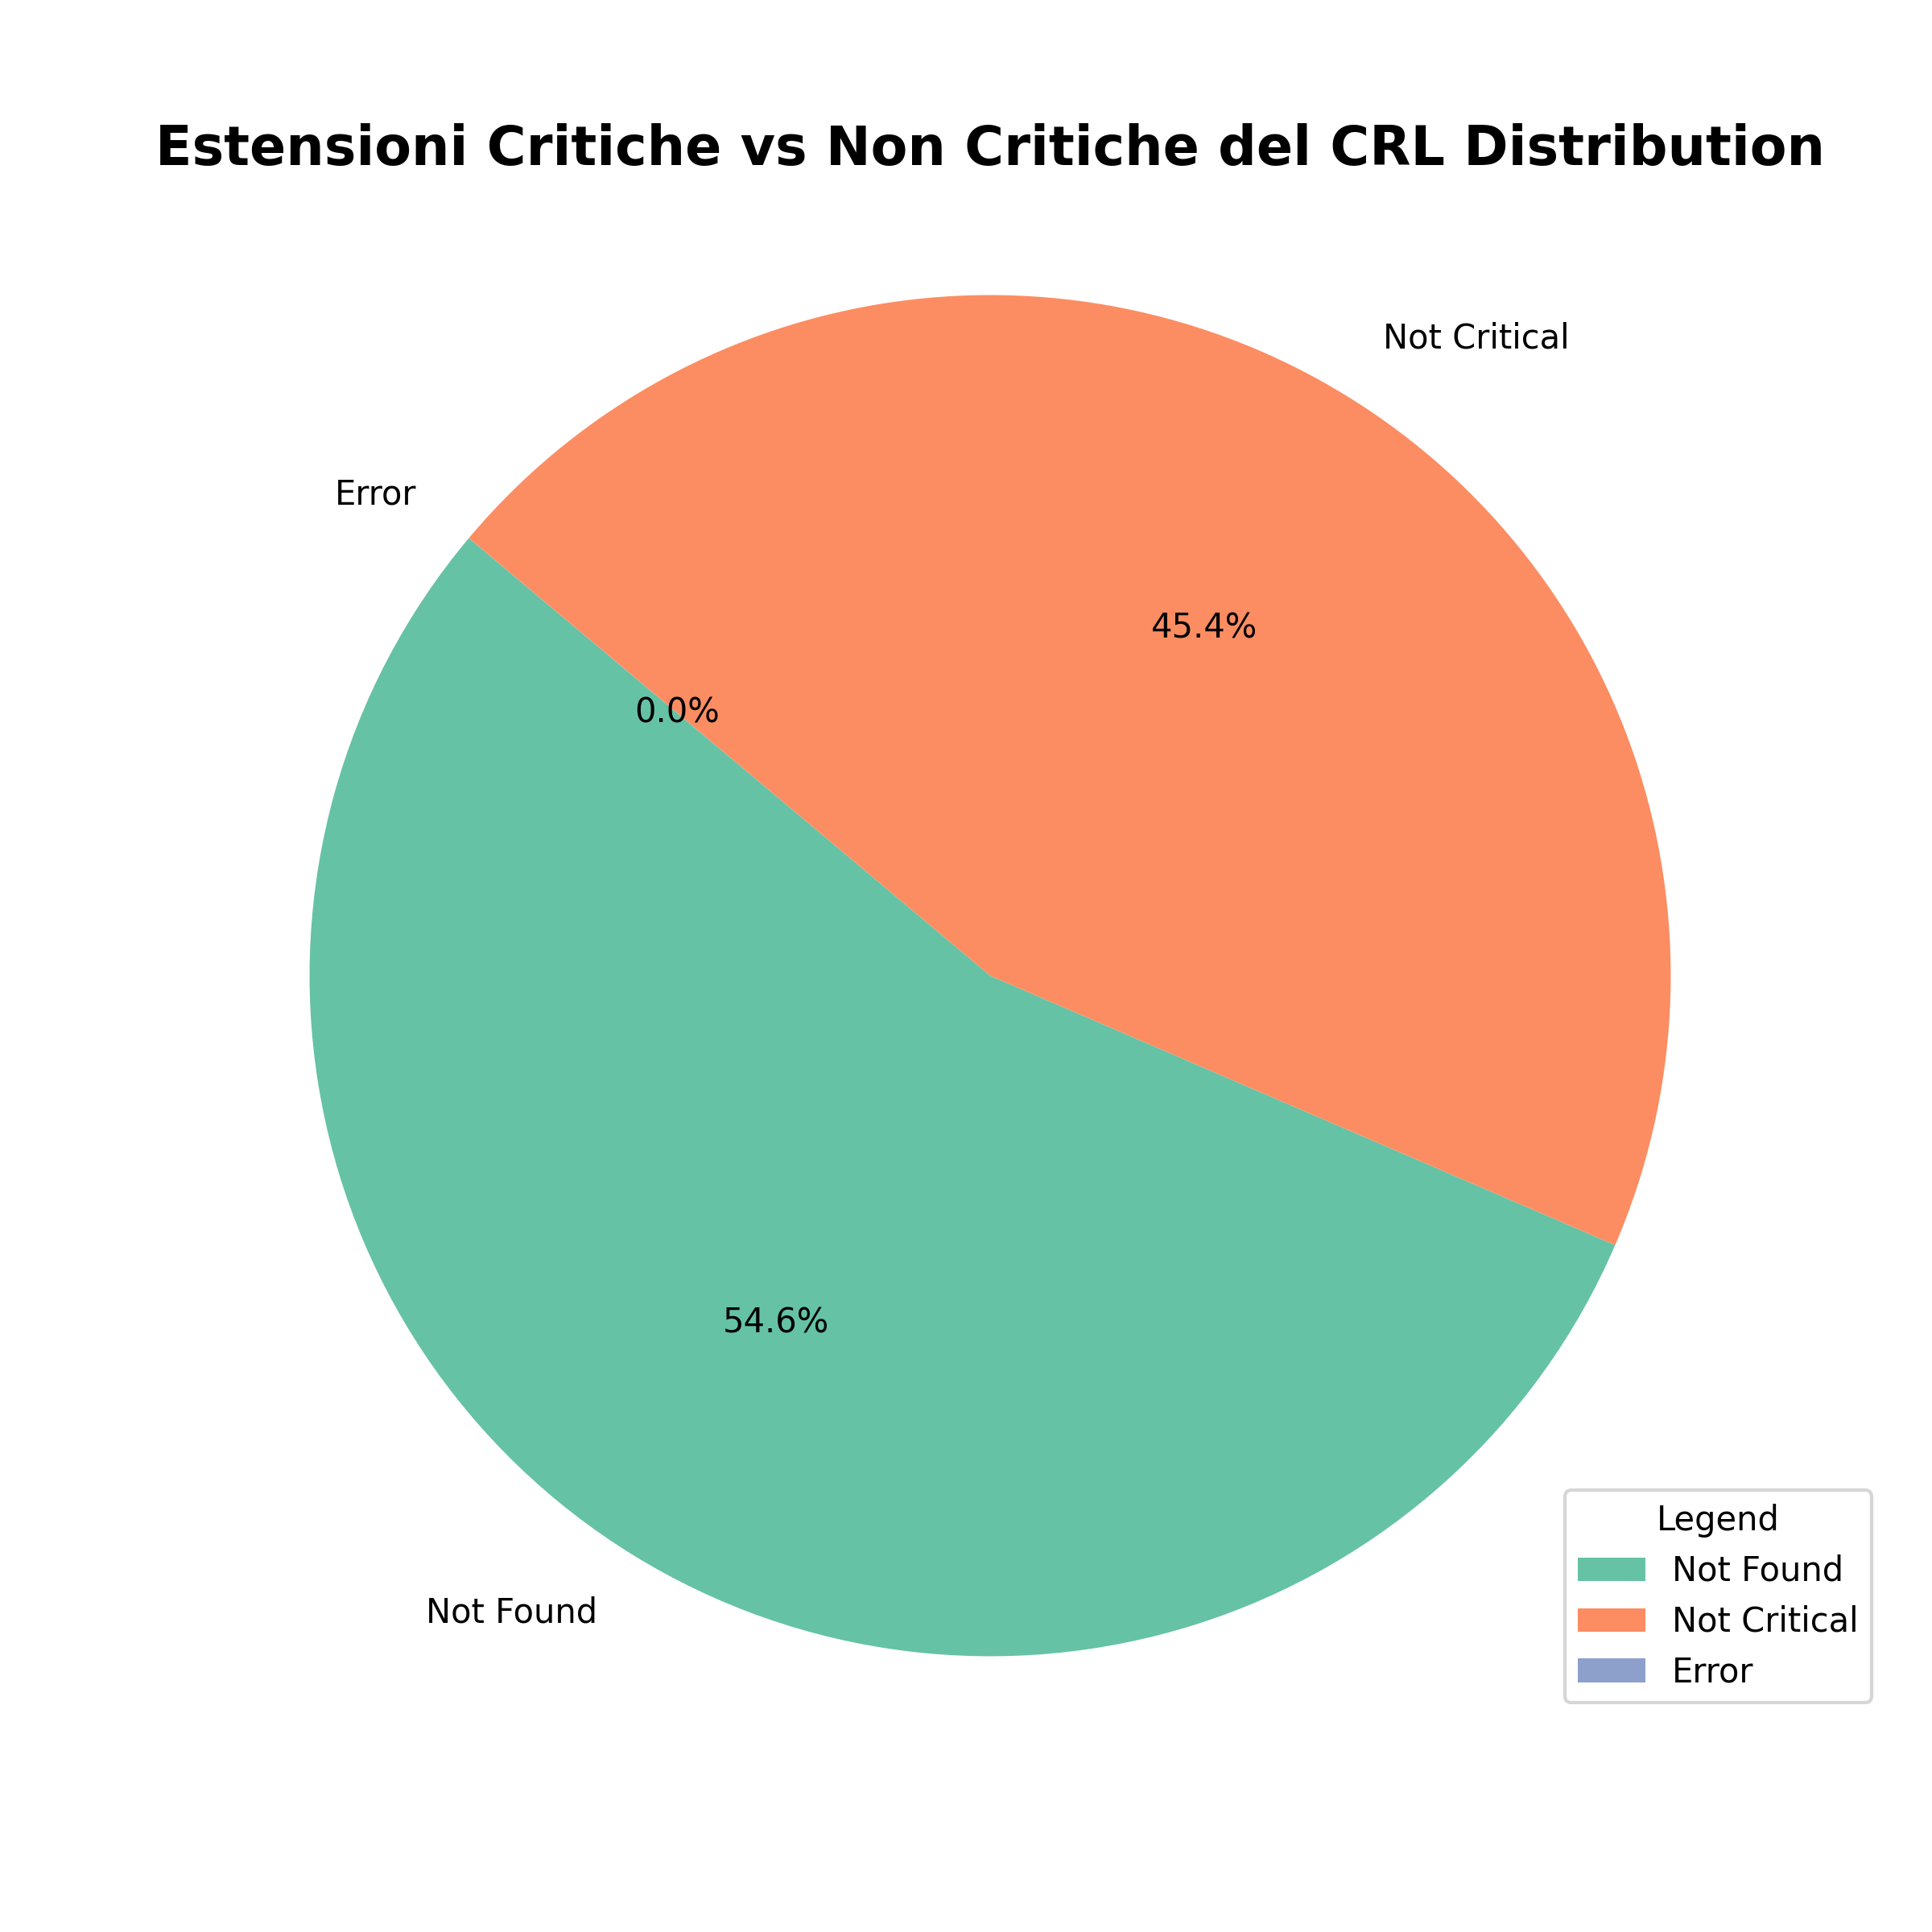 Estensioni Critiche vs Non Critiche del CRL Distribution
Not Critical
Error
45.4%
0.0%
54.6%
Not Found
Legend
Not Found
Not Critical
Error